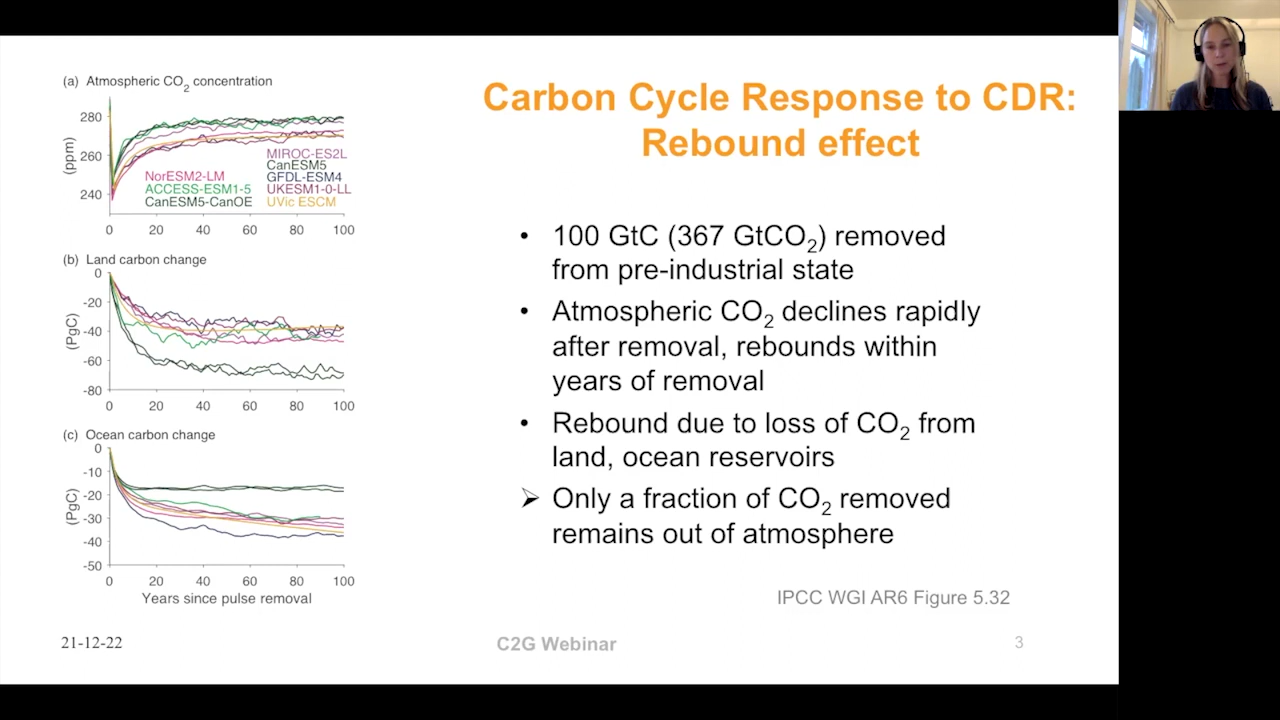 (a) Atmospheric CO2 concentration
280
260
240
(ppm)
MIROC-ES2L
CanESM5
NorESM2-LM GFDL-ESM4
ACCESS-ESM1-5 UKESM1-0-LL
CanESM5-CanOE UVic ESCM
0 20 40 60 80 100
(b) Land carbon change
0
-20
-40
-60
-80
(PgC)
0 20 40 60 80 100
(c) Ocean carbon change
0
-10
-20
-30
-40
-50
(PgC)
0 20 40 60 80 100
Years since pulse removal
Carbon Cycle Response to CDR:
Rebound effect
• 100 GtC (367 GtCO2) removed
from pre-industrial state
• Atmospheric CO2 declines rapidly
after removal, rebounds within
years of removal
• Rebound due to loss of CO2 from
land, ocean reservoirs
➢ Only a fraction of CO2 removed
remains out of atmosphere
IPCC WGI AR6 Figure 5.32
21-12-22
C2G Webinar
3